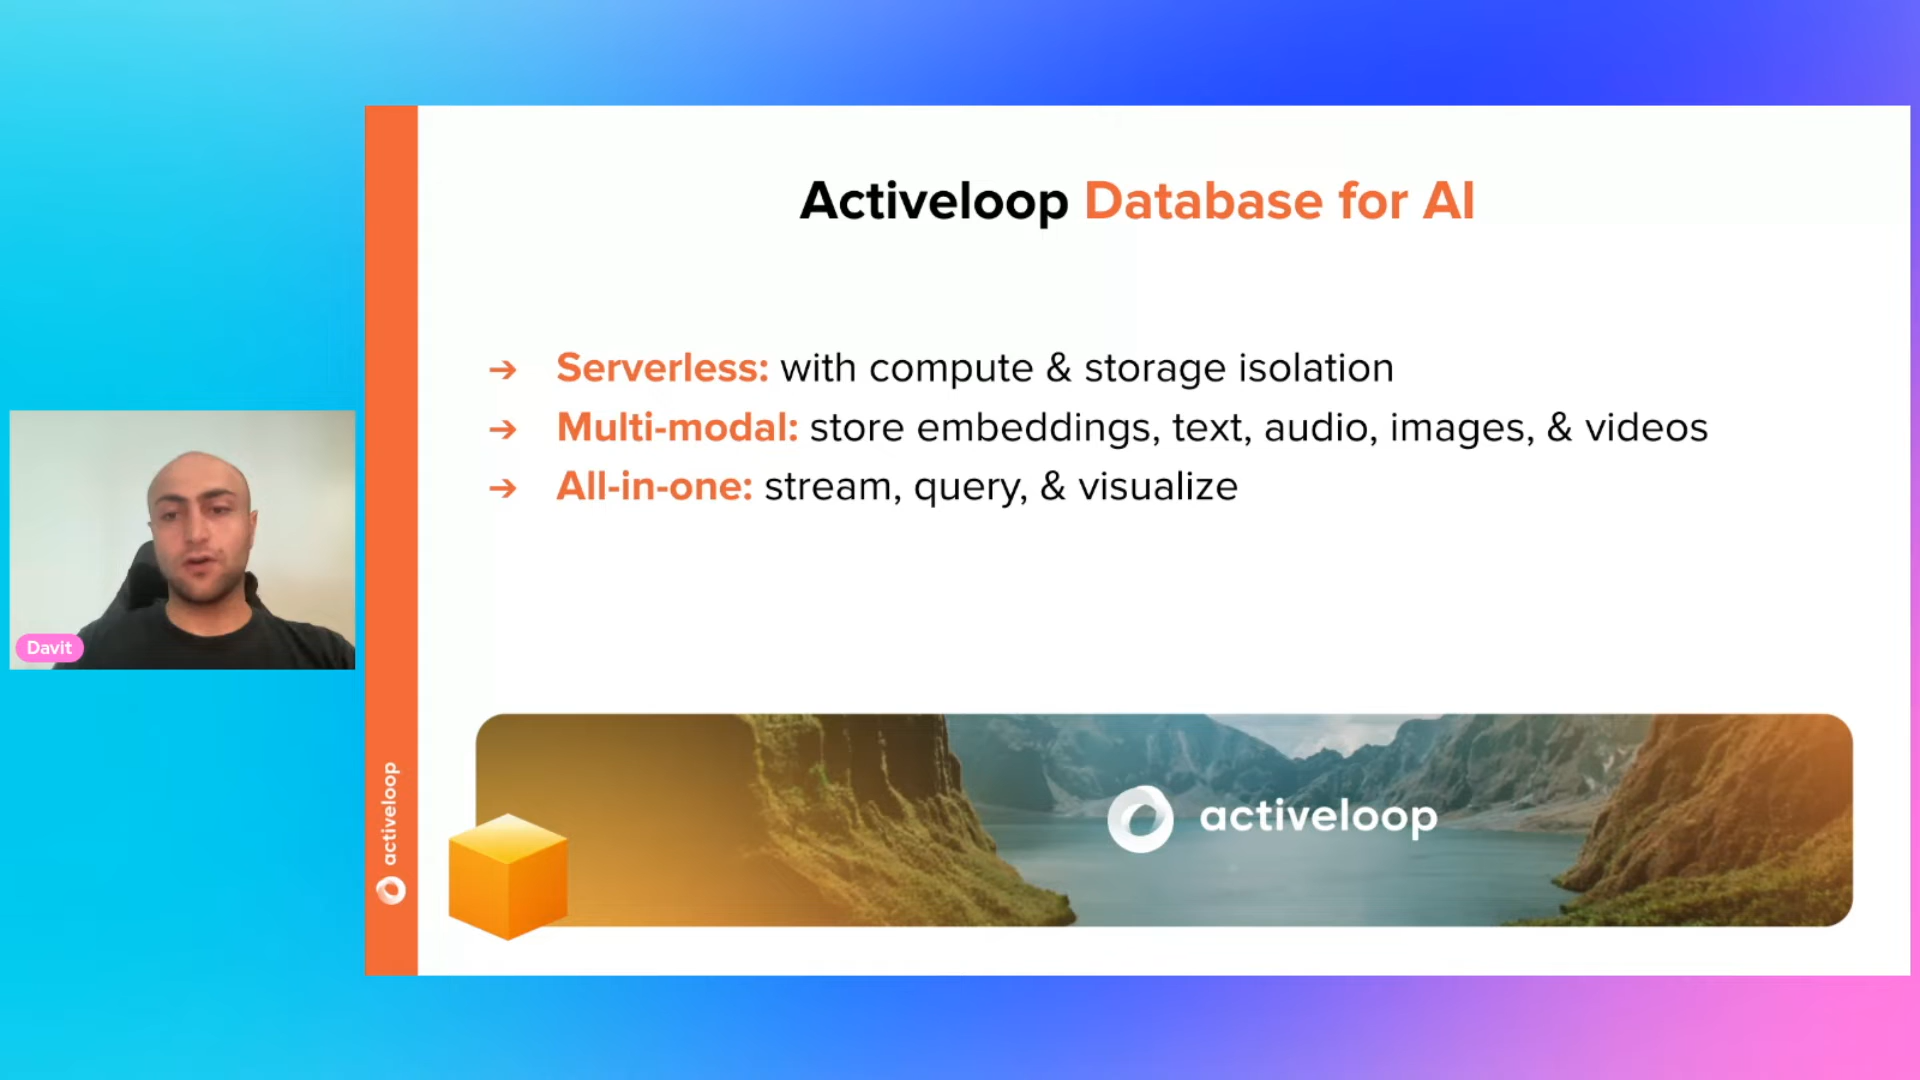 Activeloop Database for AI
→ Serverless: with compute & storage isolation
→ Multi-modal: store embeddings, text, audio, images, & videos
→ All-in-one: stream, query, & visualize
Davit
activeloop
activeloop